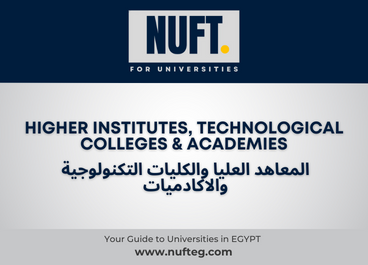 NUFT.
FOR UNIVERSITIES
HIGHER INSTITUTES, TECHNOLOGICAL
COLLEGES & ACADEMIES
المعاهد العليا والكليات التكنولوجية
والاكادميات
Your Guide to Universities in EGYPT
www.nufteg.com